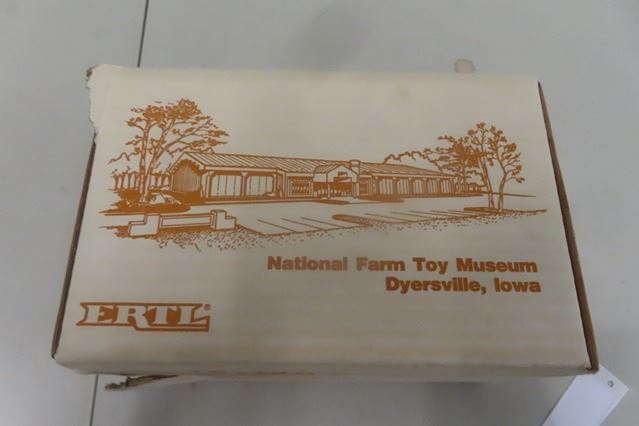 National Farm Toy Museum
Dyersville, Iowa
ERTL®